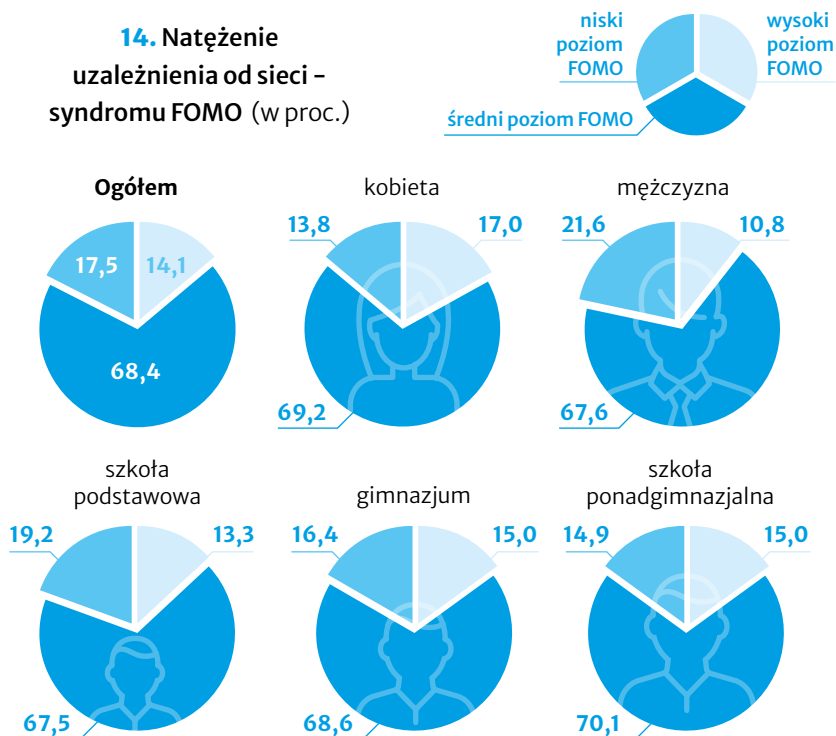 14. Natężenie
uzależnienia od sieci –
syndromu FOMO (w proc.)
niski
poziom
FOMO
wysoki
poziom
FOMO
średni poziom FOMO
Ogółem
17,5
14,1
68,4
kobieta
13,8
17,0
69,2
mężczyzna
21,6
10,8
67,6
szkoła
podstawowa
19,2
13,3
67,5
gimnazjum
16,4
15,0
68,6
szkoła
ponadgimnazjalna
14,9
15,0
70,1